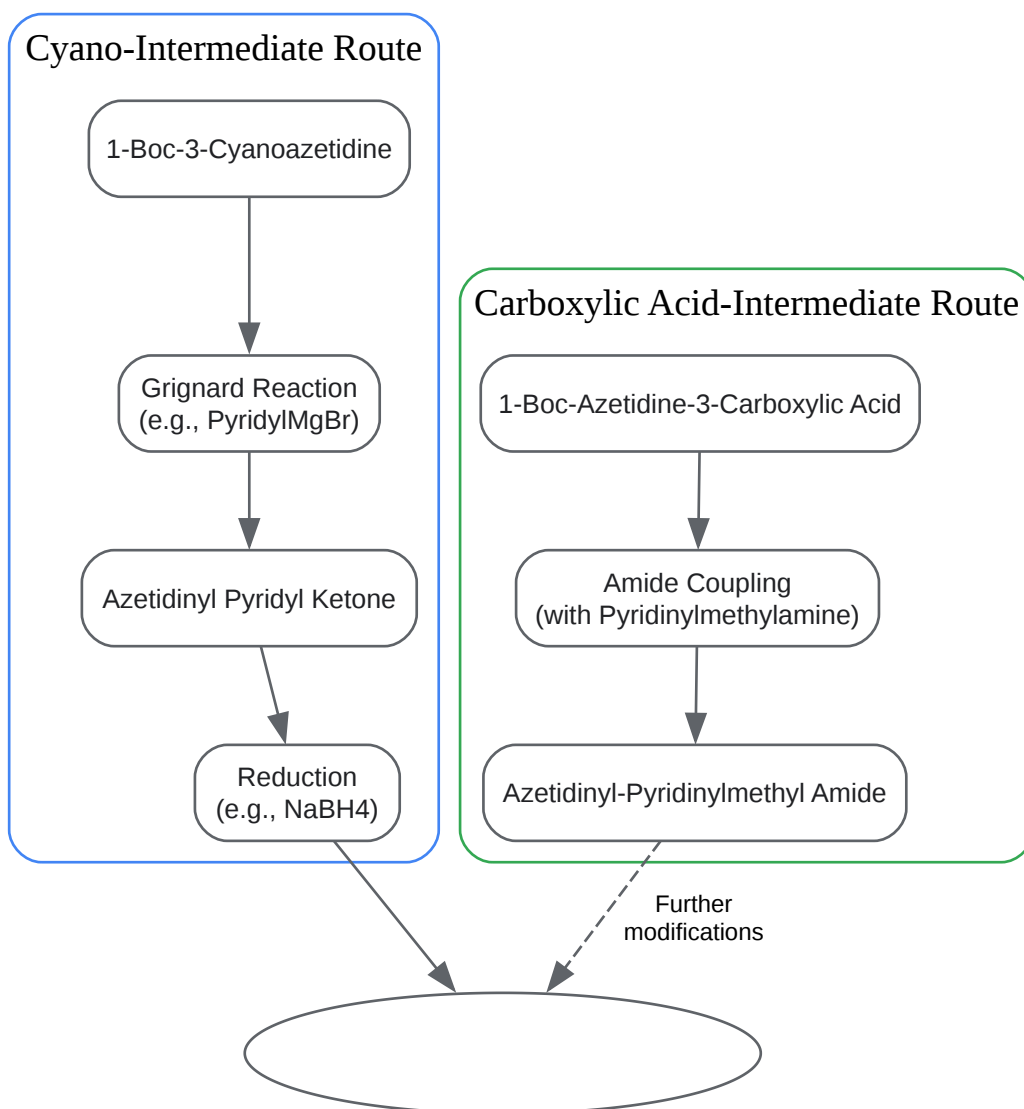 Cyano-Intermediate Route
1-Boc-3-Cyanoazetidine
Grignard Reaction
(e.g., PyridylMgBr)
Azetidinyl Pyridyl Ketone
Reduction
(e.g., NaBH4)
Carboxylic Acid-Intermediate Route
1-Boc-Azetidine-3-Carboxylic Acid
Amide Coupling
(with Pyridinylmethylamine)
Azetidinyl-Pyridinylmethyl Amide
Further
modifications